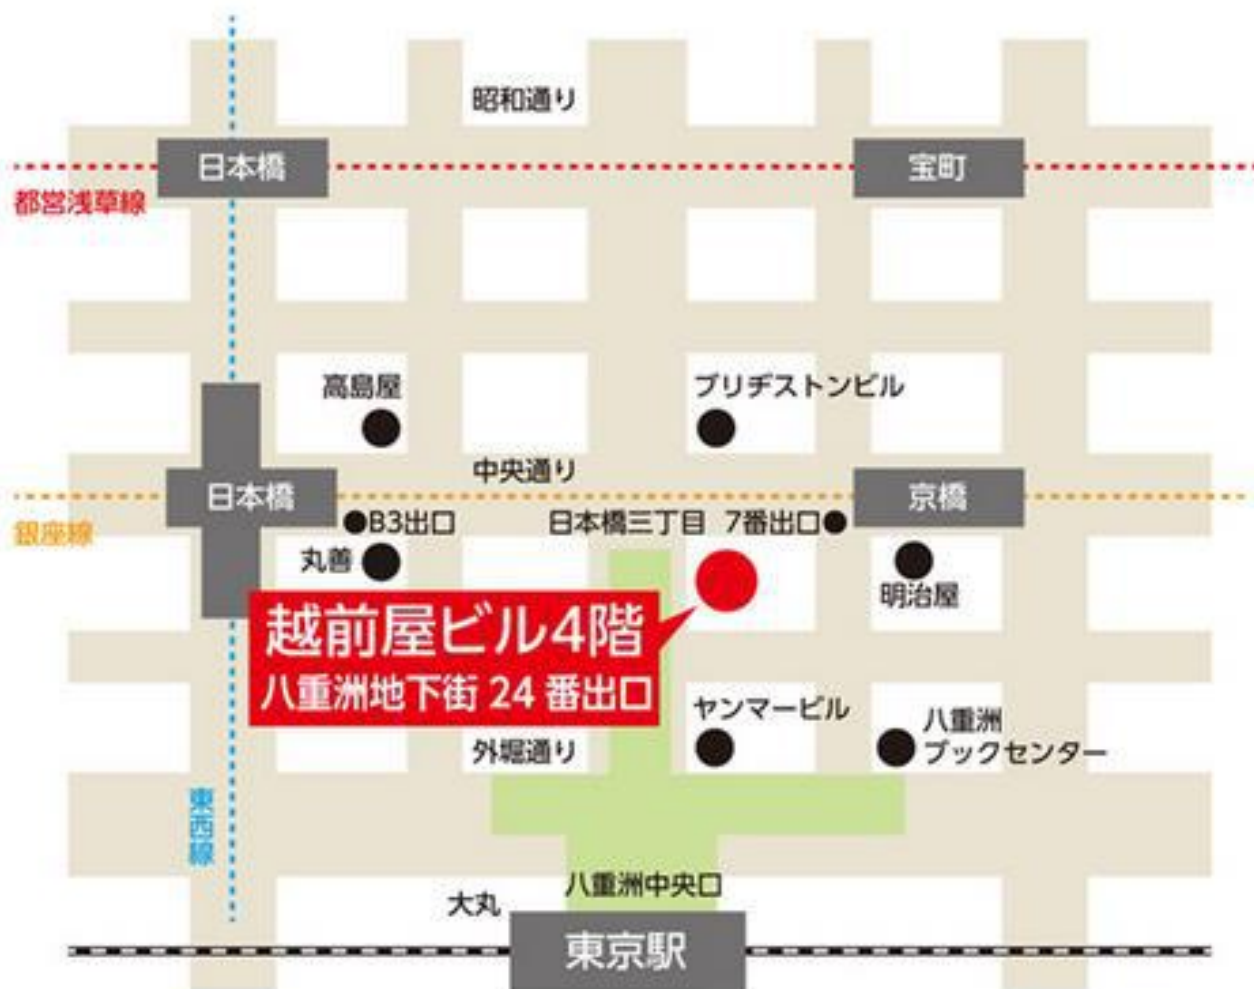 昭和通り
日本橋
宝町
都営浅草線
高島屋
ブリヂストンビル
中央通り
日本橋
京橋
銀座線
B3出口
日本橋三丁目
7番出口
丸善
明治屋
越前屋ビル4階
八重洲地下街 24 番出口
ヤンマービル
八重洲
ブックセンター
外堀通り
東西線
八重洲中央口
大丸
東京駅